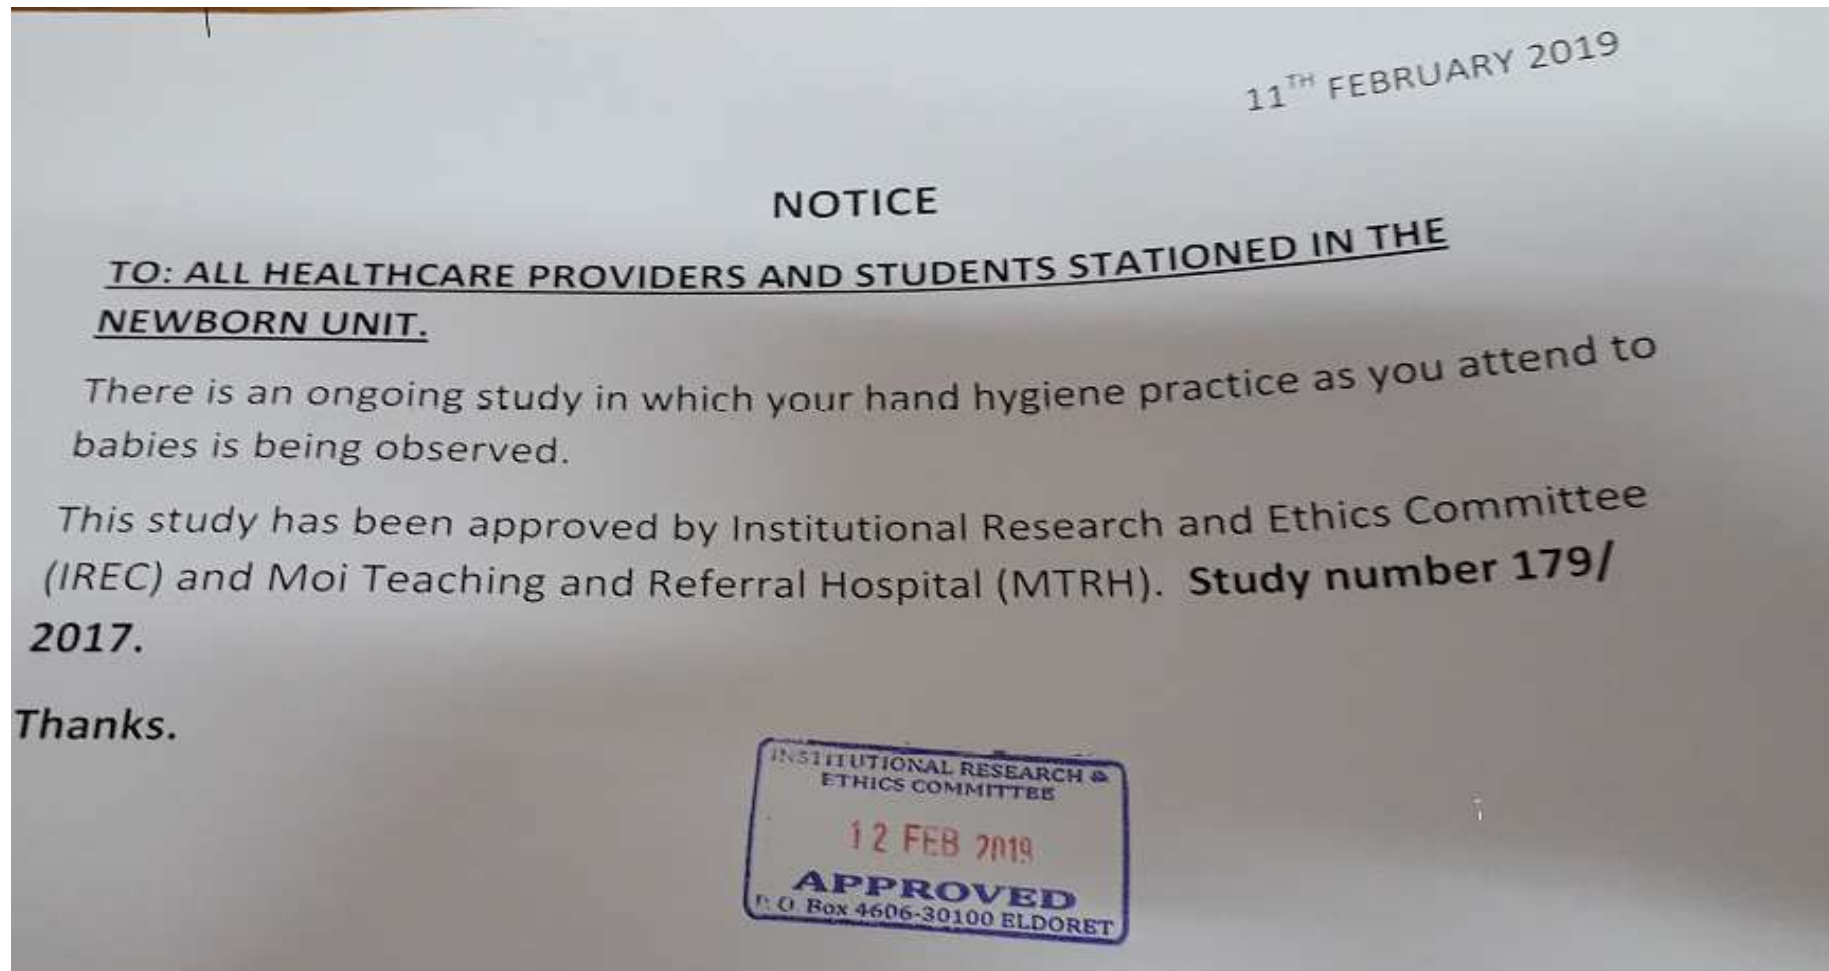 11TH FEBRUARY 2019
NOTICE
TO: ALL HEALTHCARE PROVIDERS AND STUDENTS STATIONED IN THE
NEWBORN UNIT.
There is an ongoing study in which your hand hygiene practice as you attend to
babies is being observed.
This study has been approved by Institutional Research and Ethics Committee
(IREC) and Moi Teaching and Referral Hospital (MTRH). Study number 179/
2017.
Thanks.
INSTITUTIONAL RESEARCH &
ETHICS COMMITTEE
12 FEB 2019
APPROVED
P. O. Box 4606-30100 ELDORET